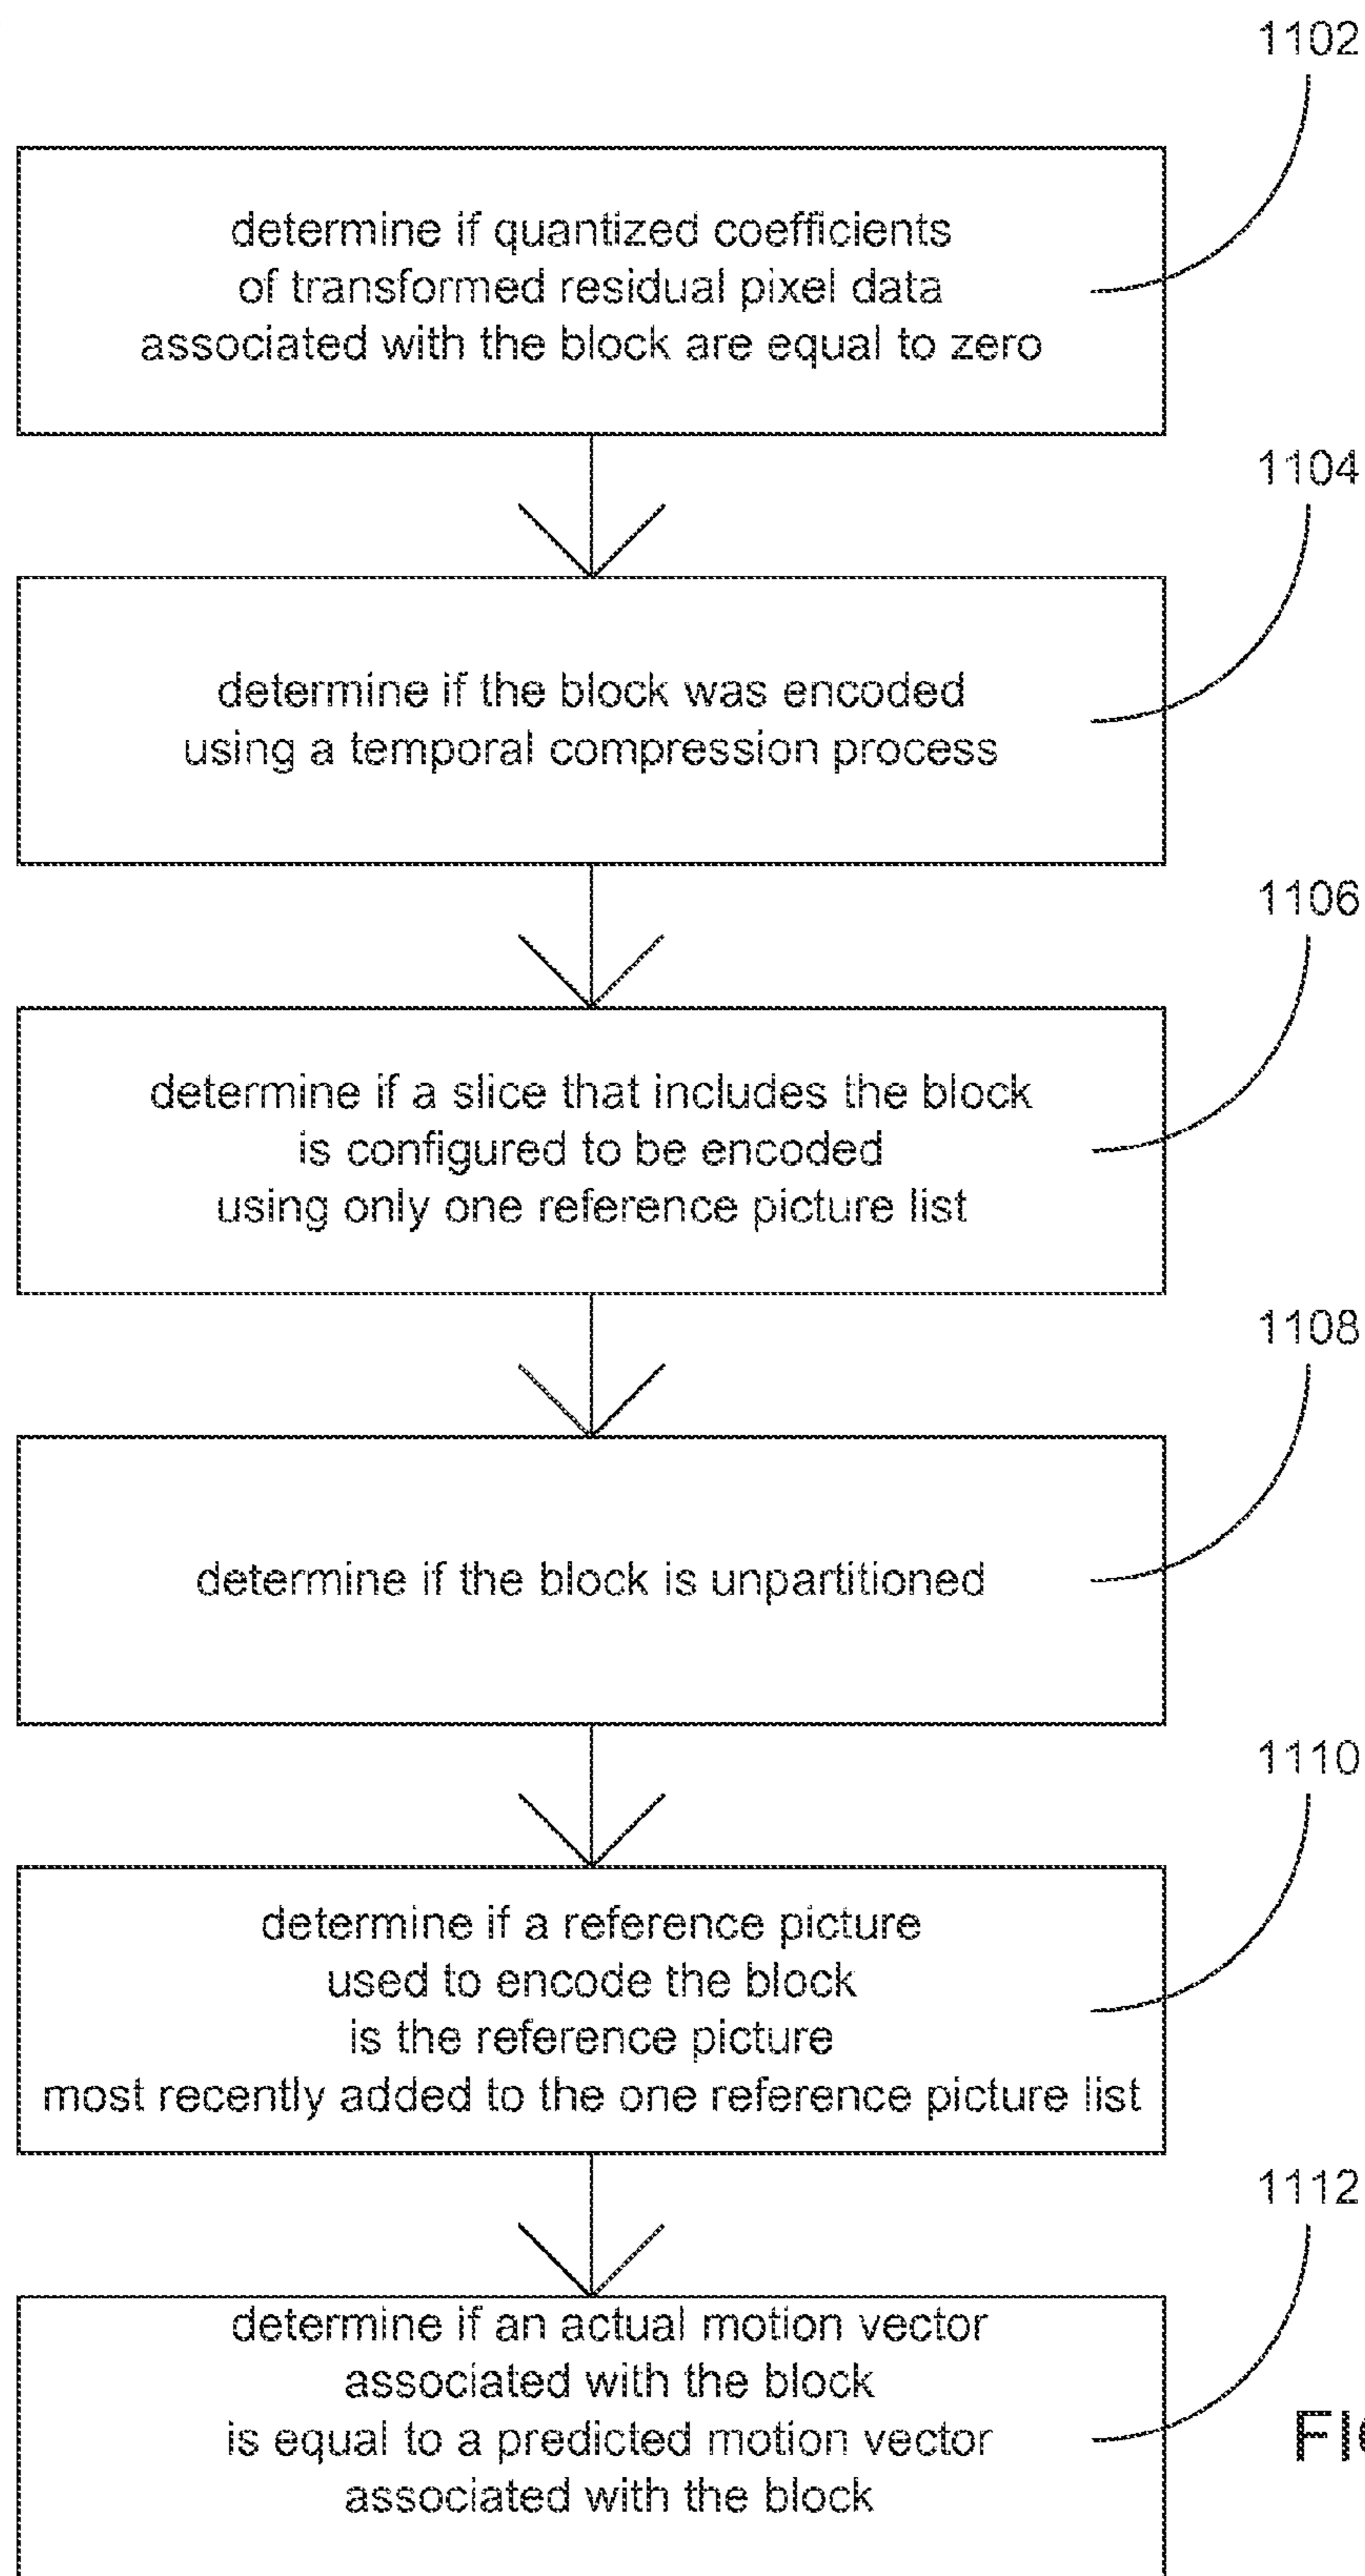 1102
determine if quantized coefficients
of transformed residual pixel data
associated with the block are equal to zero
1104
determine if the block was encoded
using a temporal compression process
1106
determine if a slice that includes the block
is configured to be encoded
using only one reference picture list
1108
determine if the block is unpartitioned
1110
determine if a reference picture
used to encode the block
is the reference picture
most recently added to the one reference picture list
1112
determine if an actual motion vector
associated with the block
is equal to a predicted motion vector
associated with the block